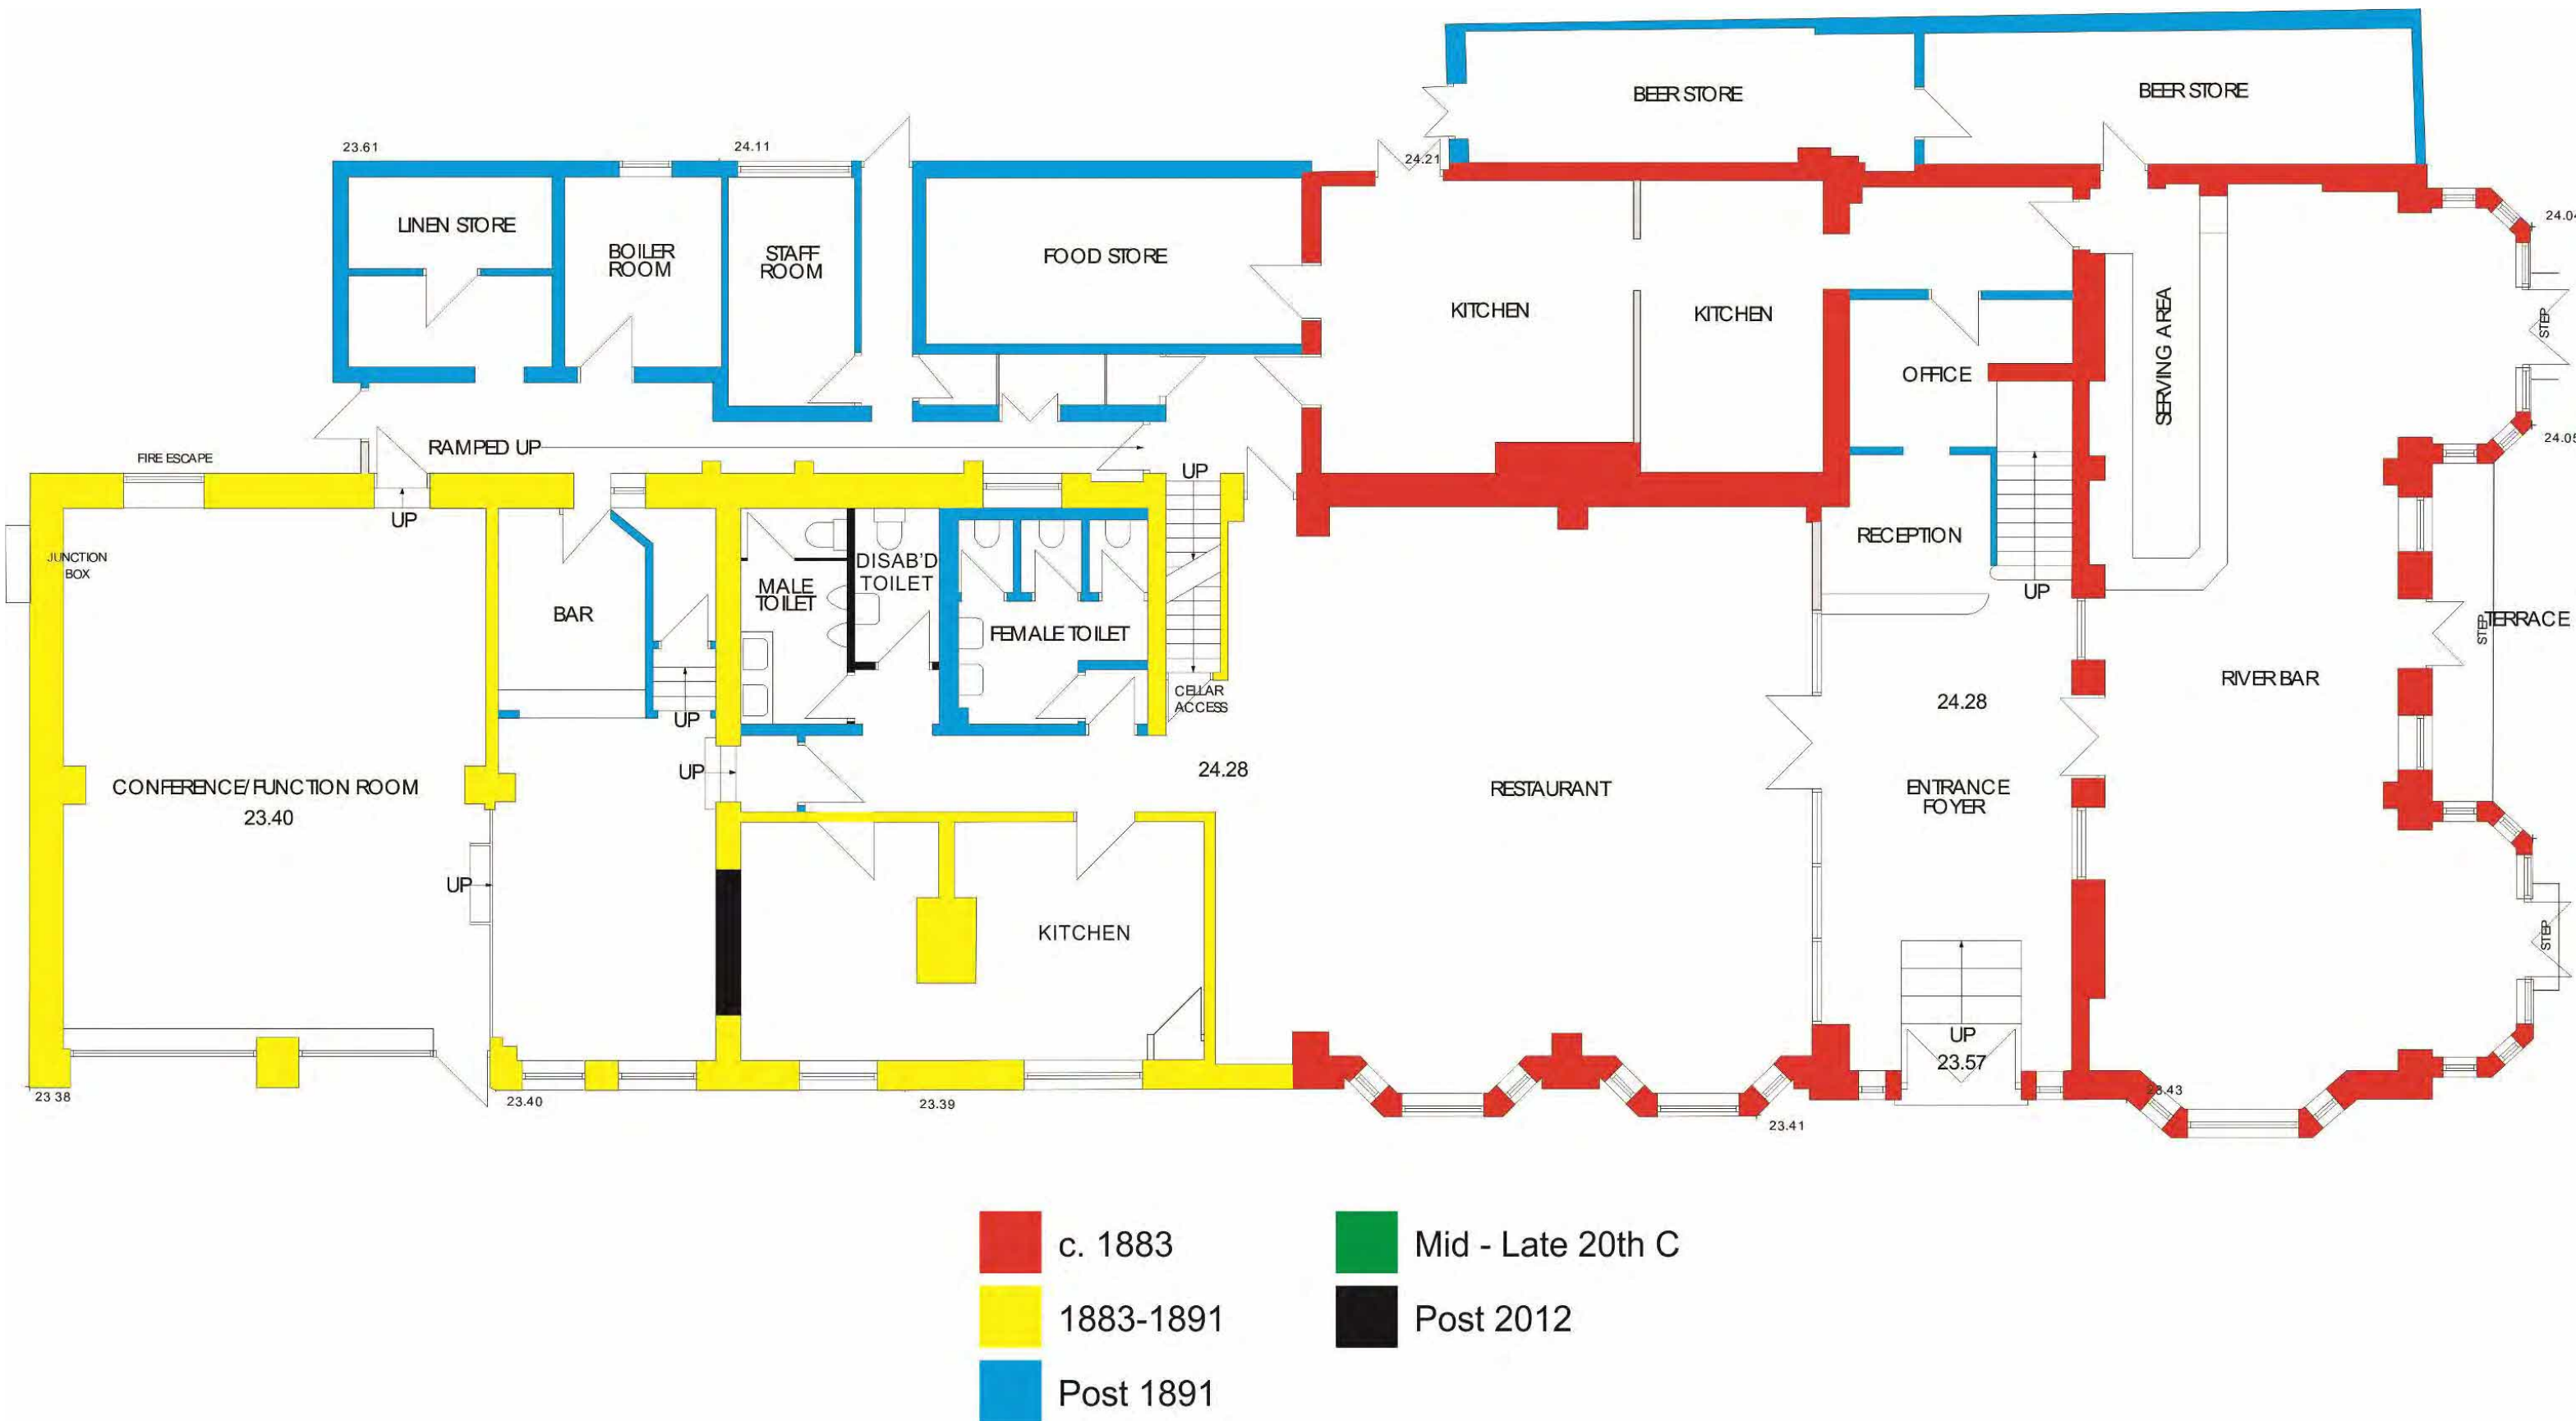 BEER STORE
BEER STORE
23.61
24.11
24.21
LINEN STORE
BOILER
ROOM
STAFF
ROOM
FOOD STORE
KITCHEN
KITCHEN
OFFICE
SERVING AREA
STEP
24.05
RAMPED UP
FIRE ESCAPE
UP
UP
JUNCTION
BOX
BAR
MALE
TOILET
DISAB'D
TOILET
FEMALE TOILET
RECEPTION
UP
UP
CELLAR
ACCESS
UP
CONFERENCE/FUNCTION ROOM
23.40
24.28
RESTAURANT
24.28
ENTRANCE
FOYER
RIVER BAR
STEP
TERRACE
UP
KITCHEN
STEP
UP
23.57
23 38
23.40
23.39
23.41
c. 1883
1883-1891
Post 1891
Mid - Late 20th C
Post 2012